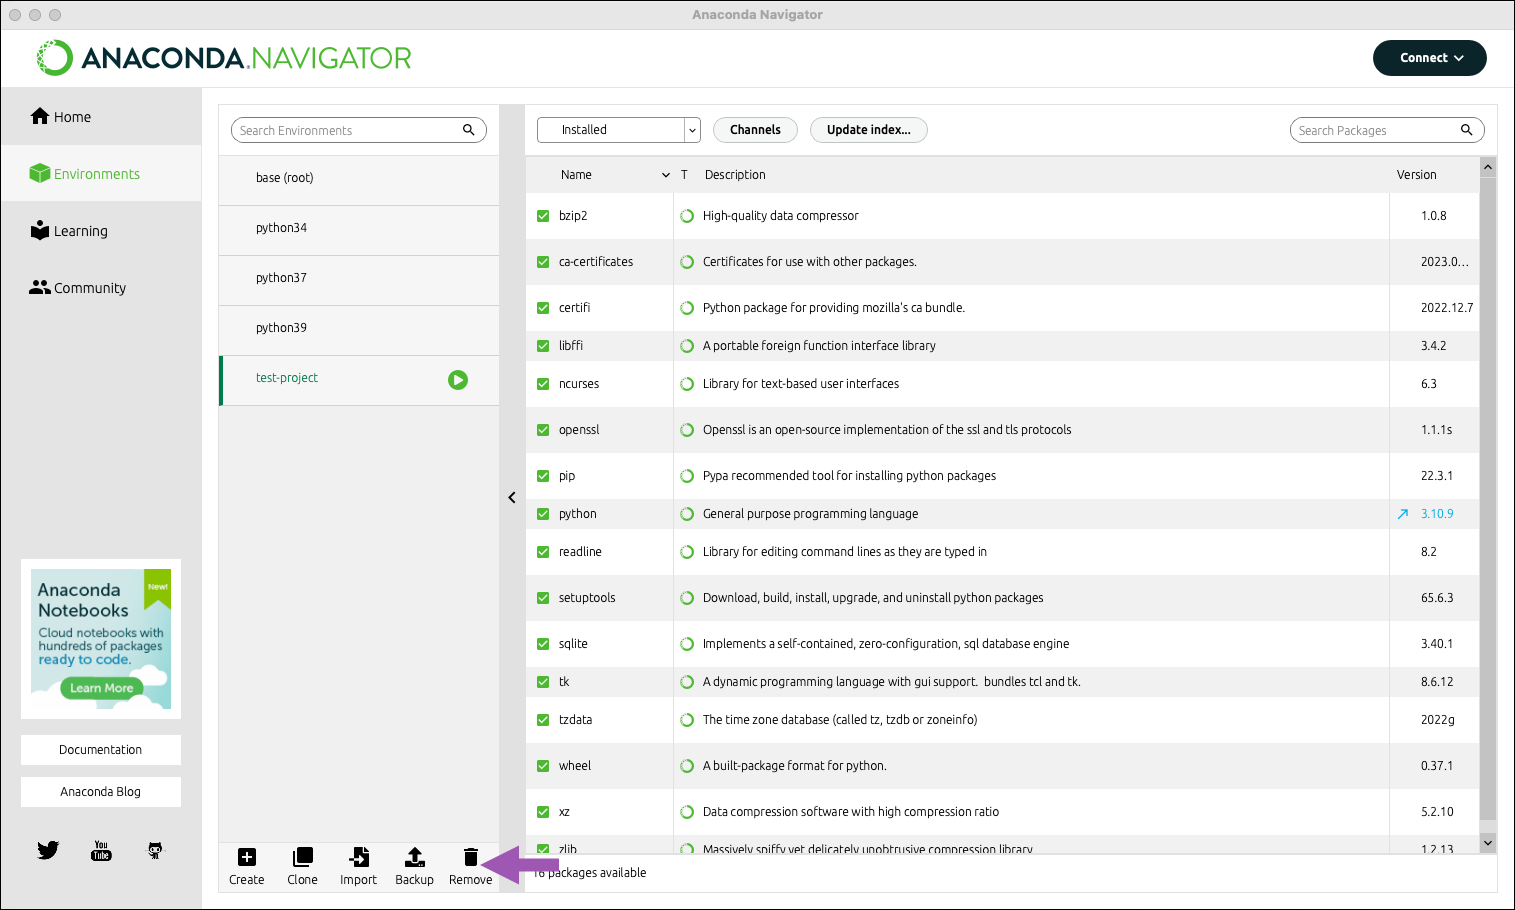 Anaconda Navigator
ANACONDA.NAVIGATOR
Connect
Home
Environments
Learning
Community
Anaconda
Notebooks
New!
Cloud notebooks with
hundreds of packages
ready to code.
Learn More
Documentation
Anaconda Blog
You
Tube
Search Environments
base (root)
python34
python37
python39
test-project
Create Clone Import Backup Remove
Installed Channels Update index... Search Packages
Name T Description Version
bzip2 High-quality data compressor 1.0.8
ca-certificates Certificates for use with other packages. 2023.0...
certifi Python package for providing mozilla's ca bundle. 2022.12.7
libffi A portable foreign function interface library 3.4.2
ncurses Library for text-based user interfaces 6.3
openssl Openssl is an open-source implementation of the ssl and tls protocols 1.1.1s
pip Pypa recommended tool for installing python packages 22.3.1
python General purpose programming language 3.10.9
readline Library for editing command lines as they are typed in 8.2
setuptools Download, build, install, upgrade, and uninstall python packages 65.6.3
sqlite Implements a self-contained, zero-configuration, sql database engine 3.40.1
tk A dynamic programming language with gui support. bundles tcl and tk. 8.6.12
tzdata The time zone database (called tz, tzdb or zoneinfo) 2022g
wheel A built-package format for python. 0.37.1
xz Data compression software with high compression ratio 5.2.10
zlib Massively spiffy yet delicately unobtrusive compression library 1.2.13
16 packages available